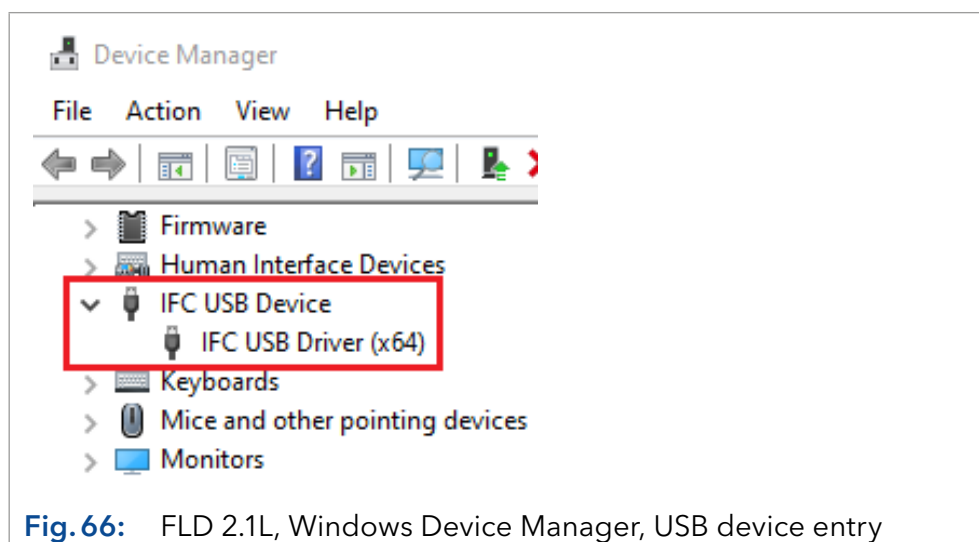 Device Manager
File Action View Help
Firmware
Human Interface Devices
IFC USB Device
IFC USB Driver (x64)
Keyboards
Mice and other pointing devices
Monitors
Fig. 66: FLD 2.1L, Windows Device Manager, USB device entry